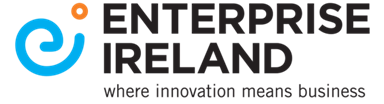 ENTERPRISE
IRELAND
where innovation means business